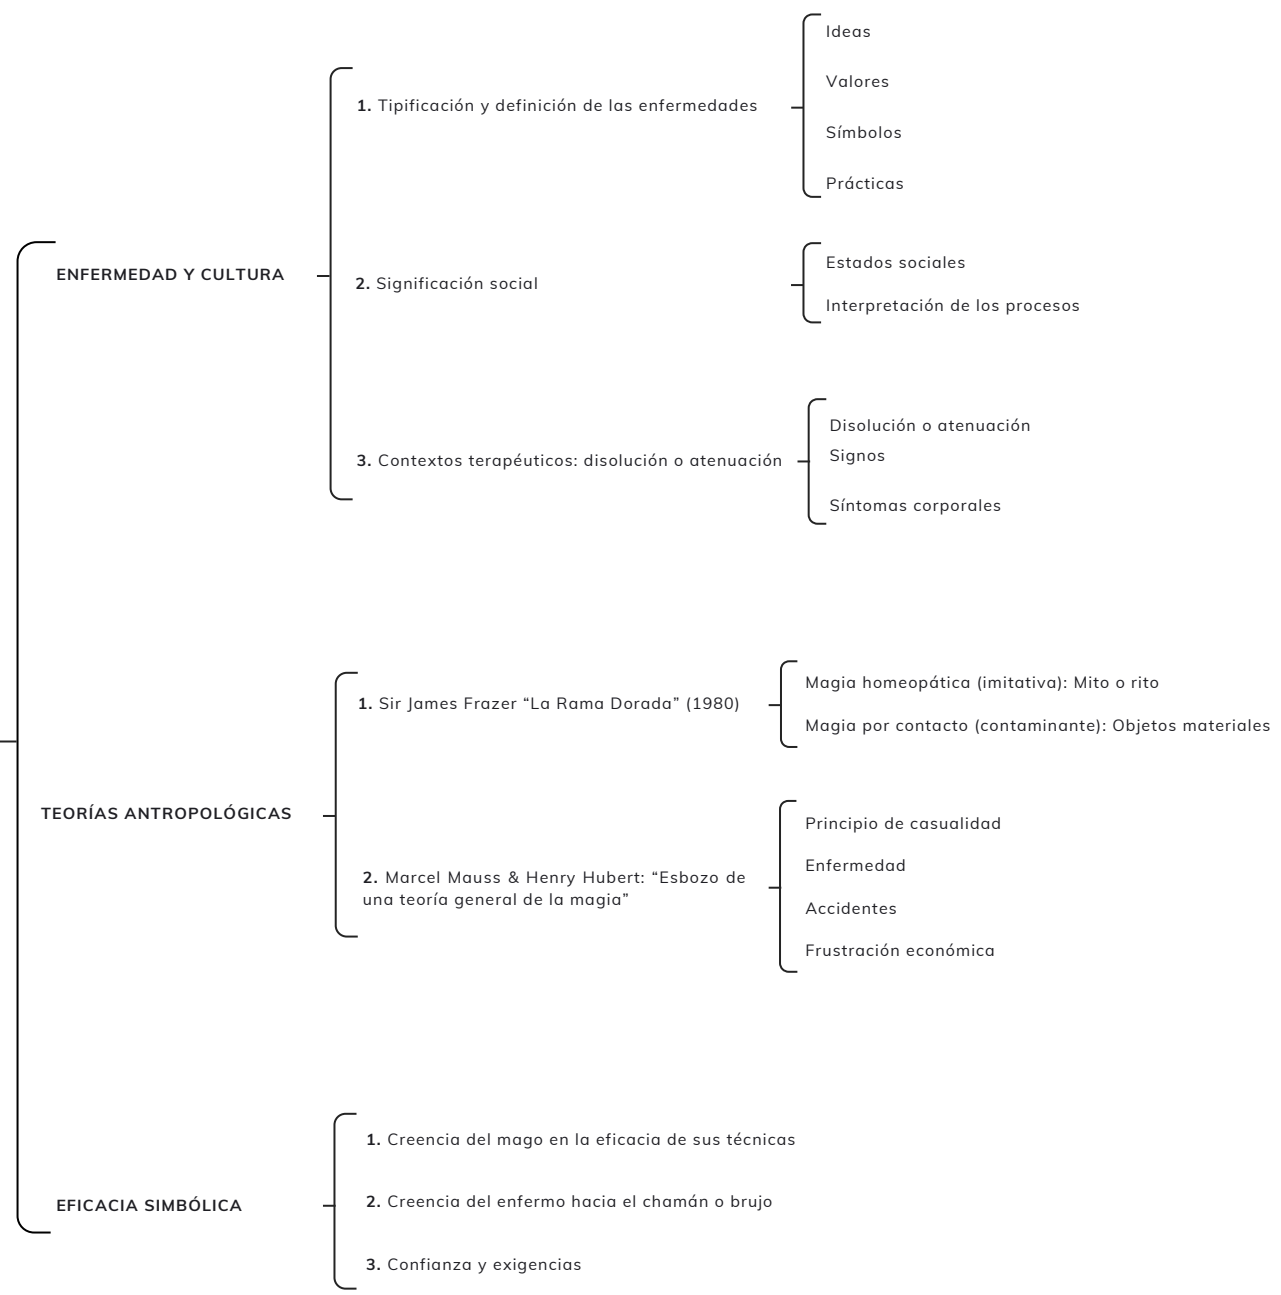 ENFERMEDAD Y CULTURA
1. Tipificación y definición de las enfermedades
Ideas
Valores
Símbolos
Prácticas
2. Significación social
Estados sociales
Interpretación de los procesos
3. Contextos terapéuticos: disolución o atenuación
Disolución o atenuación
Signos
Síntomas corporales
TEORÍAS ANTROPOLÓGICAS
1. Sir James Frazer “La Rama Dorada” (1980)
Magia homeopática (imitativa): Mito o rito
Magia por contacto (contaminante): Objetos materiales
2. Marcel Mauss & Henry Hubert: “Esbozo de
una teoría general de la magia”
Principio de casualidad
Enfermedad
Accidentes
Frustración económica
EFICACIA SIMBÓLICA
1. Creencia del mago en la eficacia de sus técnicas
2. Creencia del enfermo hacia el chamán o brujo
3. Confianza y exigencias